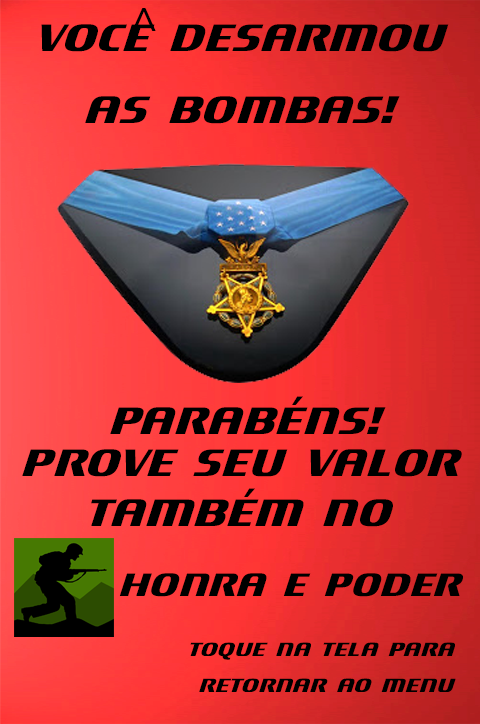 VOCÊ DESARMOU
AS BOMBAS!
PARABÉNS!
PROVE SEU VALOR
TAMBÉM NO
HONRA E PODER
TOQUE NA TELA PARA
RETORNAR AO MENU